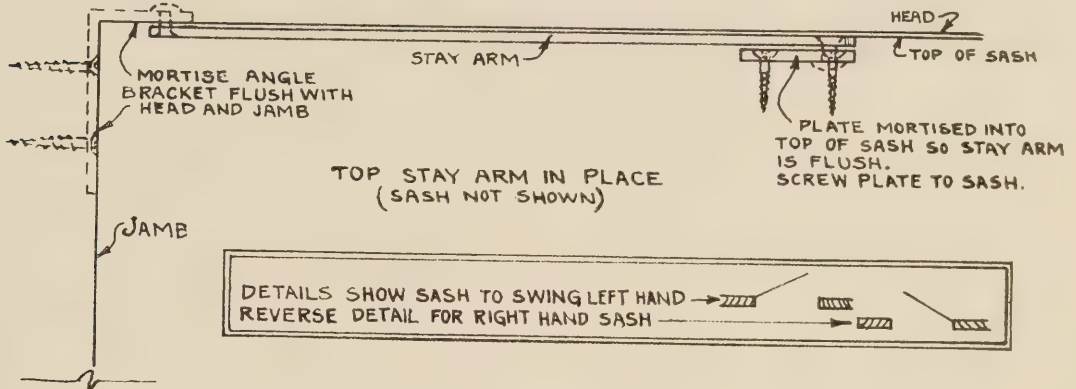 HEAD
STAY ARM
TOP OF SASH
MORTISE ANGLE
BRACKET FLUSH WITH
HEAD AND JAMB
PLATE MORTISED INTO
TOP OF SASH SO STAY ARM
IS FLUSH.
SCREW PLATE TO SASH.
TOP STAY ARM IN PLACE
(SASH NOT SHOWN)
JAMB
DETAILS SHOW SASH TO SWING LEFT HAND
REVERSE DETAIL FOR RIGHT HAND SASH